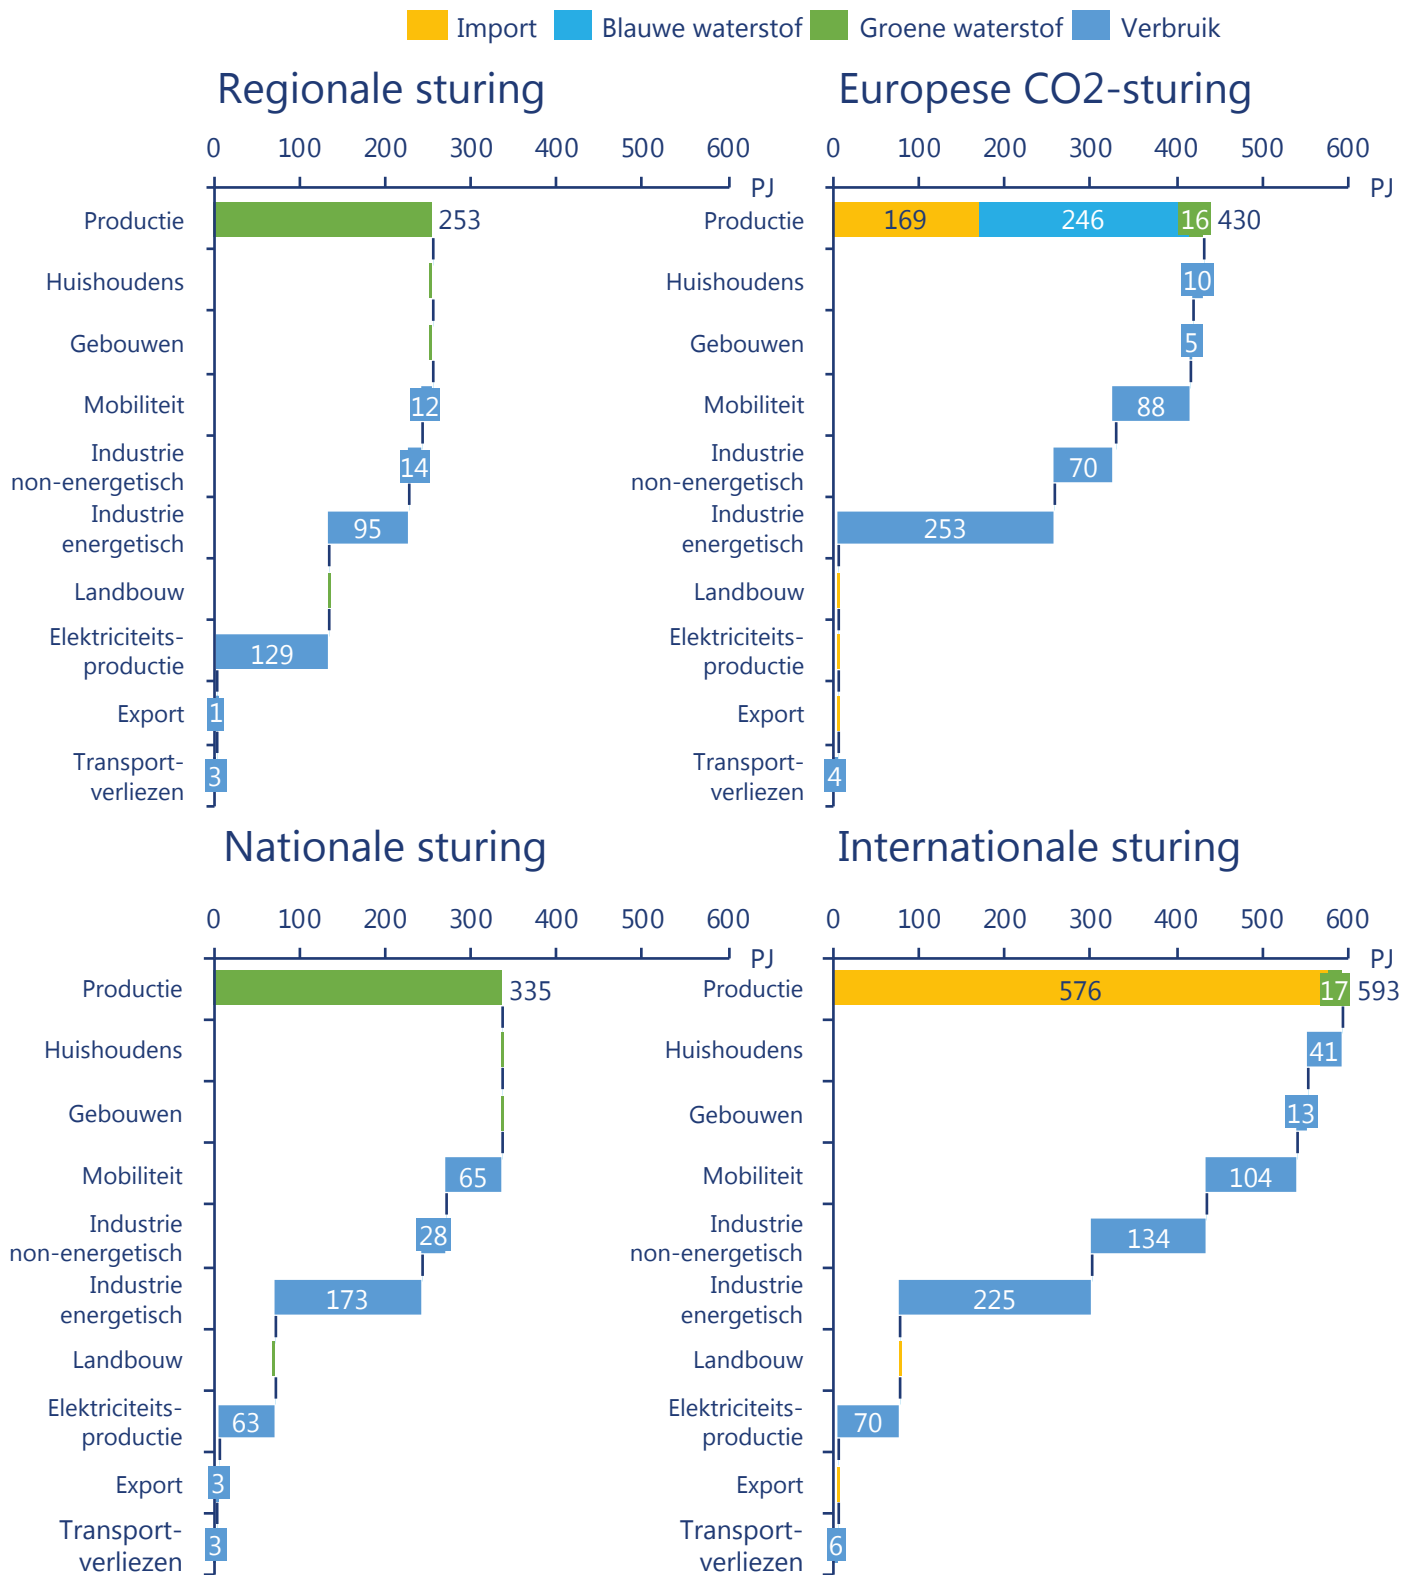 Import Blauwe waterstof Groene waterstof Verbruik
Regionale sturing
0 100 200 300 400 500 600
PJ
Productie 253
Huishoudens
Gebouwen
Mobiliteit 12
Industrie
non-energetisch 14
Industrie
energetisch 95
Landbouw
Elektriciteits-
productie 129
Export 1
Transport-
verliezen 3
Europese CO2-sturing
0 100 200 300 400 500 600
PJ
Productie 169 246 16 430
Huishoudens 10
Gebouwen 5
Mobiliteit 88
Industrie
non-energetisch 70
Industrie
energetisch 253
Landbouw
Elektriciteits-
productie
Export
Transport-
verliezen 4
Nationale sturing
0 100 200 300 400 500 600
PJ
Productie 335
Huishoudens
Gebouwen
Mobiliteit 65
Industrie
non-energetisch 28
Industrie
energetisch 173
Landbouw
Elektriciteits-
productie 63
Export 3
Transport-
verliezen 3
Internationale sturing
0 100 200 300 400 500 600
PJ
Productie 576 17 593
Huishoudens 41
Gebouwen 13
Mobiliteit 104
Industrie
non-energetisch 134
Industrie
energetisch 225
Landbouw
Elektriciteits-
productie 70
Export
Transport-
verliezen 6